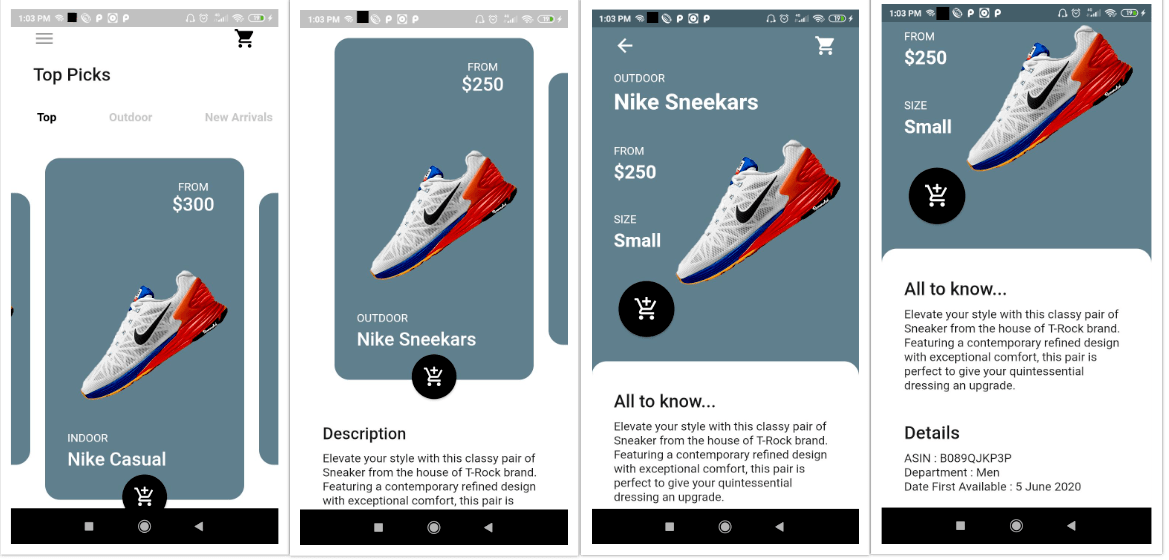 1:03 PM
19
Top Picks
Top Outdoor New Arrivals
FROM
$300
INDOOR
Nike Casual
1:03 PM
19
FROM
$250
OUTDOOR
Nike Sneekars
Description
Elevate your style with this classy pair of
Sneaker from the house of T-Rock brand.
Featuring a contemporary refined design
with exceptional comfort, this pair is
1:03 PM
19
OUTDOOR
Nike Sneekars
FROM
$250
SIZE
Small
All to know...
Elevate your style with this classy pair of
Sneaker from the house of T-Rock brand.
Featuring a contemporary refined design
with exceptional comfort, this pair is
perfect to give your quintessential
dressing an upgrade.
1:03 PM
19
FROM
$250
SIZE
Small
All to know...
Elevate your style with this classy pair of
Sneaker from the house of T-Rock brand.
Featuring a contemporary refined design
with exceptional comfort, this pair is
perfect to give your quintessential
dressing an upgrade.
Details
ASIN : B089QJKP3P
Department : Men
Date First Available : 5 June 2020